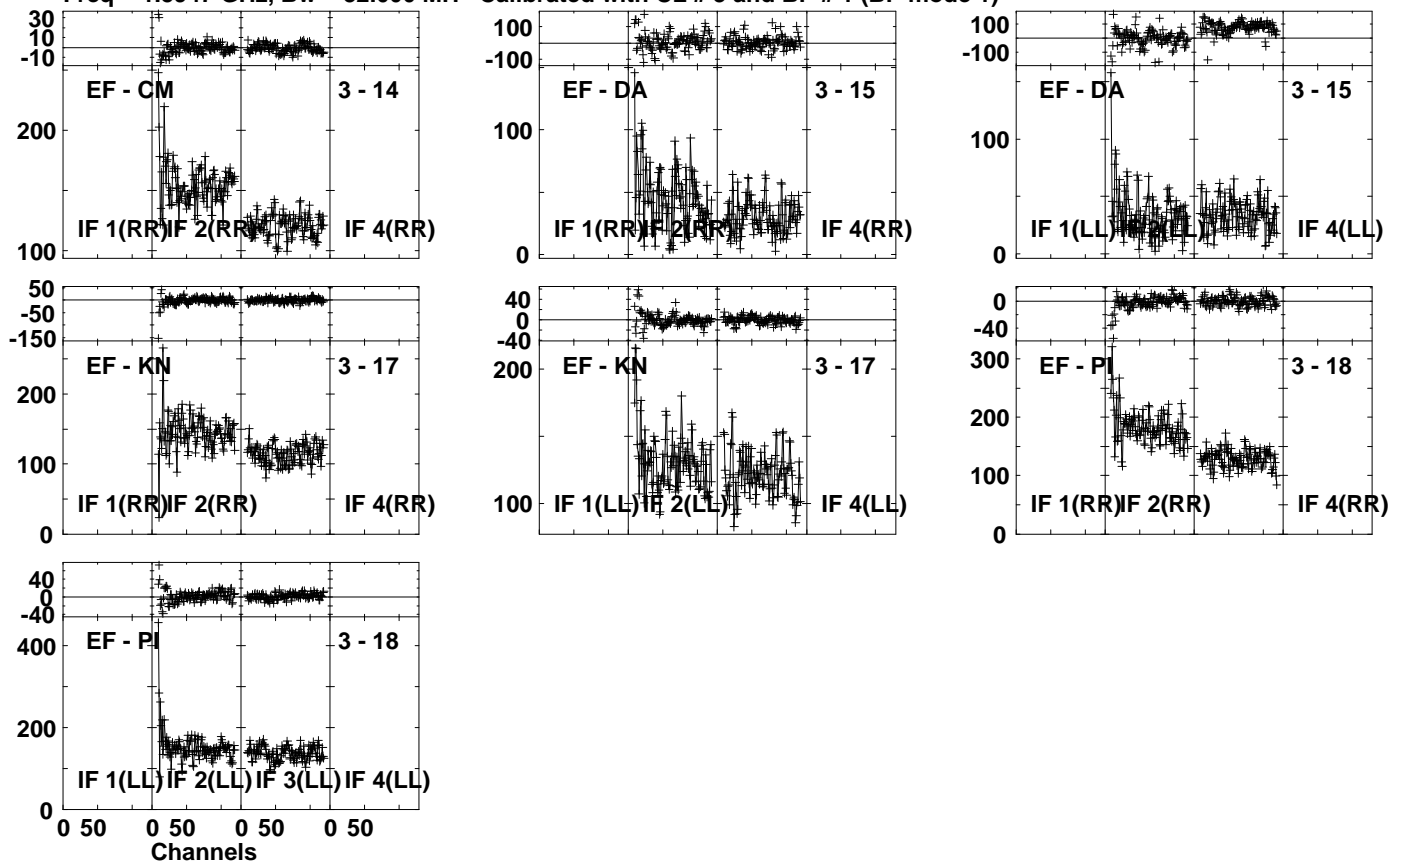 30
10
-10
EF - CM 3 - 14
200
100
IF 1(RR) IF 2(RR) IF 4(RR)
100
-100
EF - DA 3 - 15
100
0
IF 1(RR) IF 2(RR) IF 4(RR)
100
-100
EF - DA 3 - 15
100
0
IF 1(LL) IF 2(LL) IF 4(LL)
50
-50
-150
EF - KN 3 - 17
200
100
0
IF 1(RR) IF 2(RR) IF 4(RR)
40
0
-40
EF - KN 3 - 17
200
100
IF 1(LL) IF 2(LL) IF 4(LL)
0
-40
EF - PI 3 - 18
300
200
100
0
IF 1(RR) IF 2(RR) IF 4(RR)
40
0
-40
EF - PI 3 - 18
400
200
0
IF 1(LL) IF 2(LL) IF 3(LL) IF 4(LL)
0 50 0 50 0 50 0 50
Channels